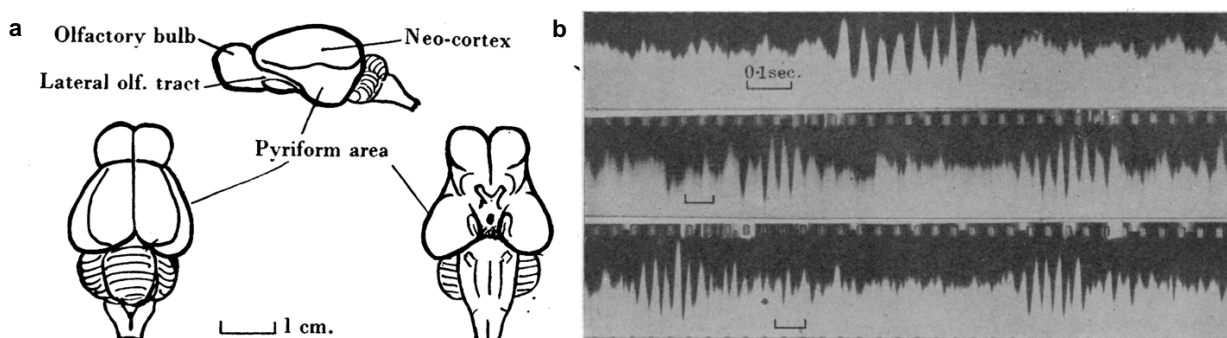 a
Olfactory bulb
Neo-cortex
Lateral olf. tract
Pyriform area
1 cm.
b
0·1sec.